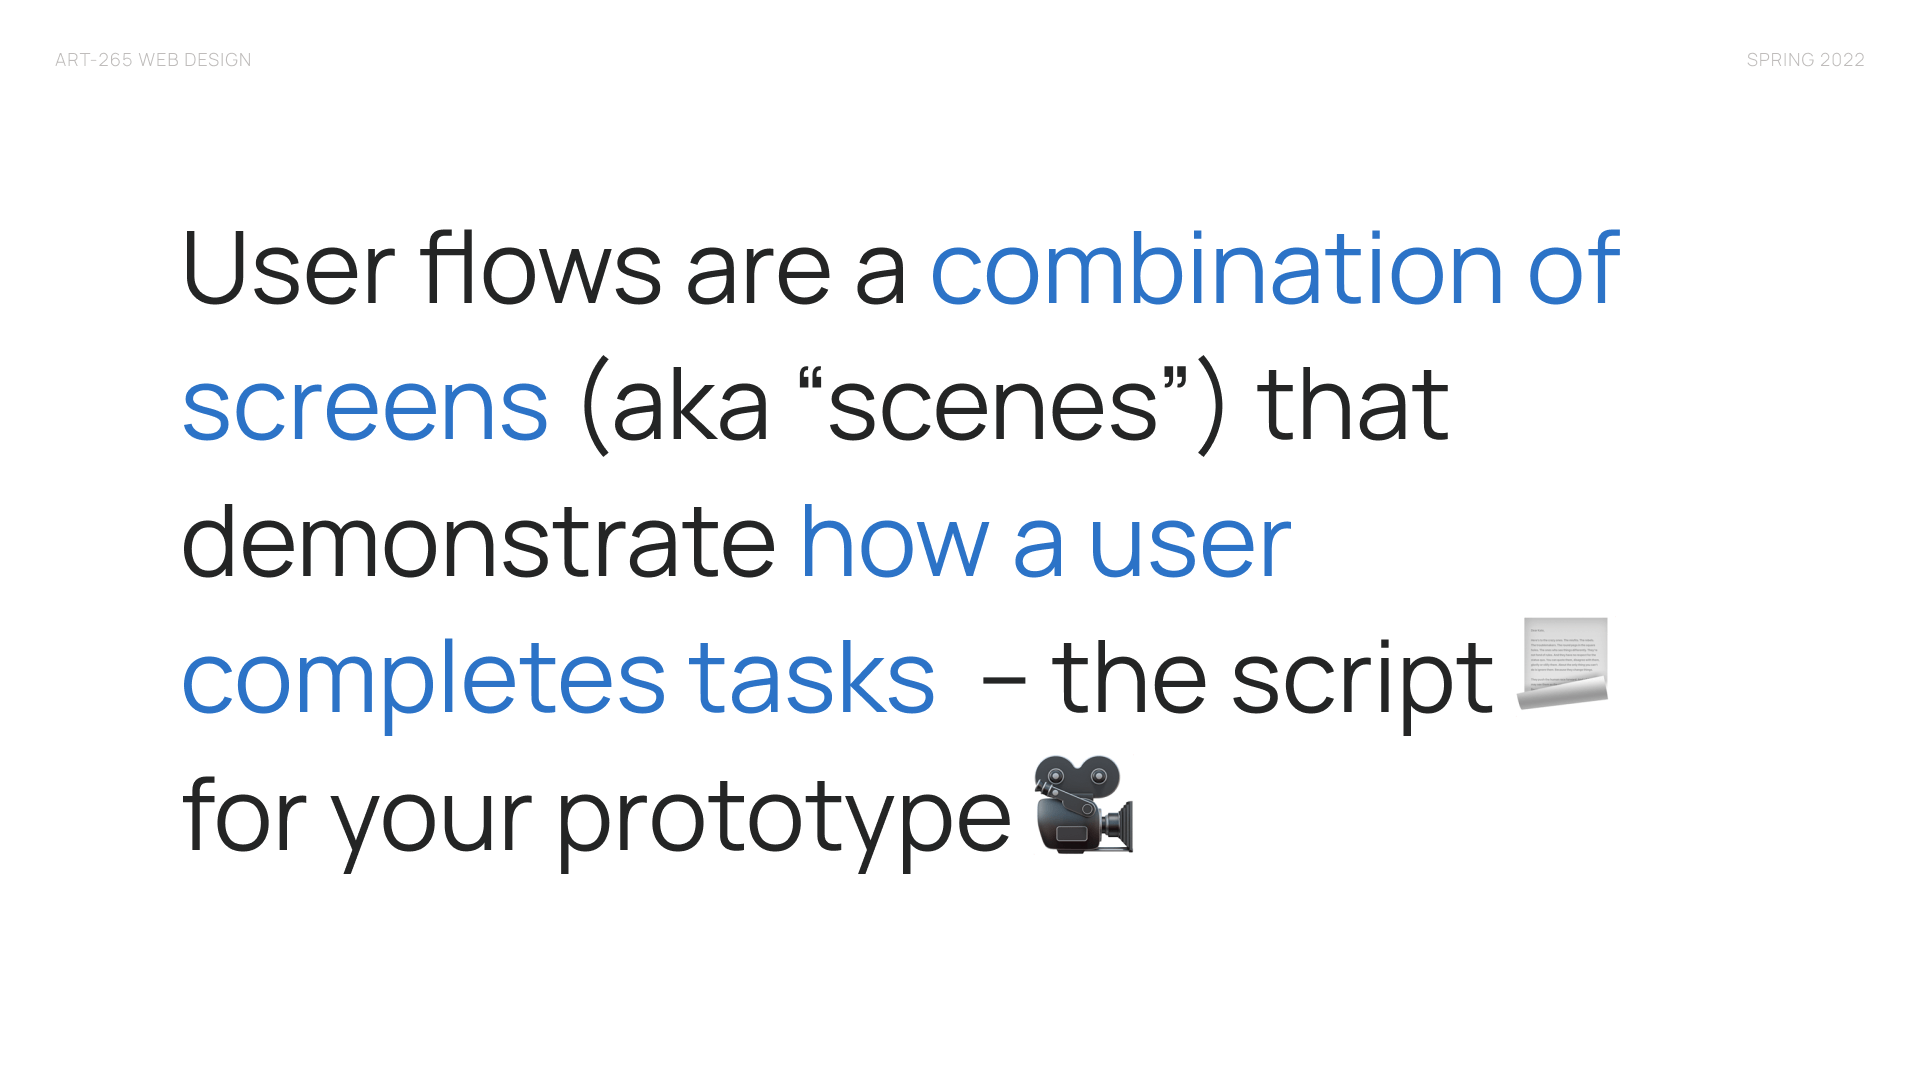 ART-265 WEB DESIGN
SPRING 2022
User flows are a combination of
screens (aka “scenes”) that
demonstrate how a user
completes tasks – the script
for your prototype